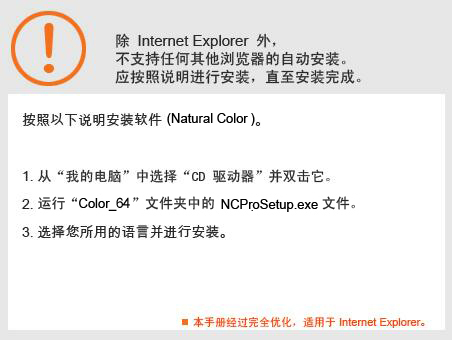 除 Internet Explorer 外，
不支持任何其他浏览器的自动安装。
应按照说明进行安装，直至安装完成。
按照以下说明安装软件 (Natural Color )。
1. 从“我的电脑”中选择“CD 驱动器”并双击它。
2. 运行“Color_64”文件夹中的 NCProSetup.exe 文件。
3. 选择您所用的语言并进行安装。
■ 本手册经过完全优化，适用于 Internet Explorer。